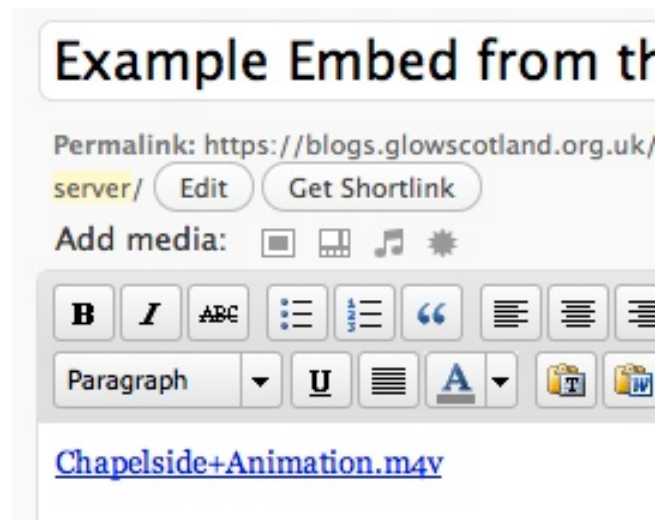 Example Embed from th
Permalink: https://blogs.glowscotland.org.uk/
server/ Edit Get Shortlink
Add media:
B I ABC
Paragraph U A T W
Chapelside+Animation.m4v